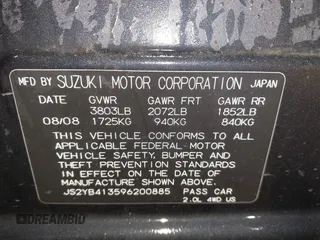 MFD BY SUZUKI MOTOR CORPORATION JAPAN
DATE GVWR GAWR FRT GAWR RR
3803LB 2072LB 1852LB
08/08 1725KG 940KG 840KG
THIS VEHICLE CONFORMS TO ALL
APPLICABLE FEDERAL MOTOR
VEHICLE SAFETY, BUMPER AND
THEFT PREVENTION STANDARDS
IN EFFECT ON THE DATE OF
MANUFACTURE SHOWN ABOVE.
JS2YB413596200885 PASS CAR
2.0L 4WD US
DREAMBID